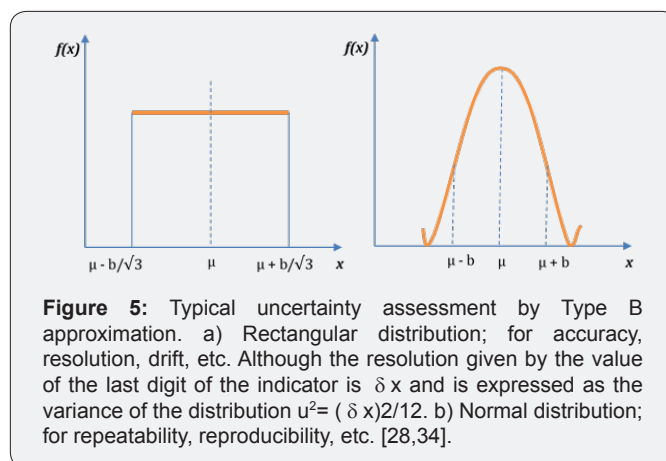 f(x)
f(x)
μ - b/√3
μ
μ + b/√3
x
μ - b
μ
μ + b
x
Figure 5: Typical uncertainty assessment by Type B
approximation. a) Rectangular distribution; for accuracy,
resolution, drift, etc. Although the resolution given by the value
of the last digit of the indicator is δ x and is expressed as the
variance of the distribution u²= ( δ x)2/12. b) Normal distribution;
for repeatability, reproducibility, etc. [28,34].